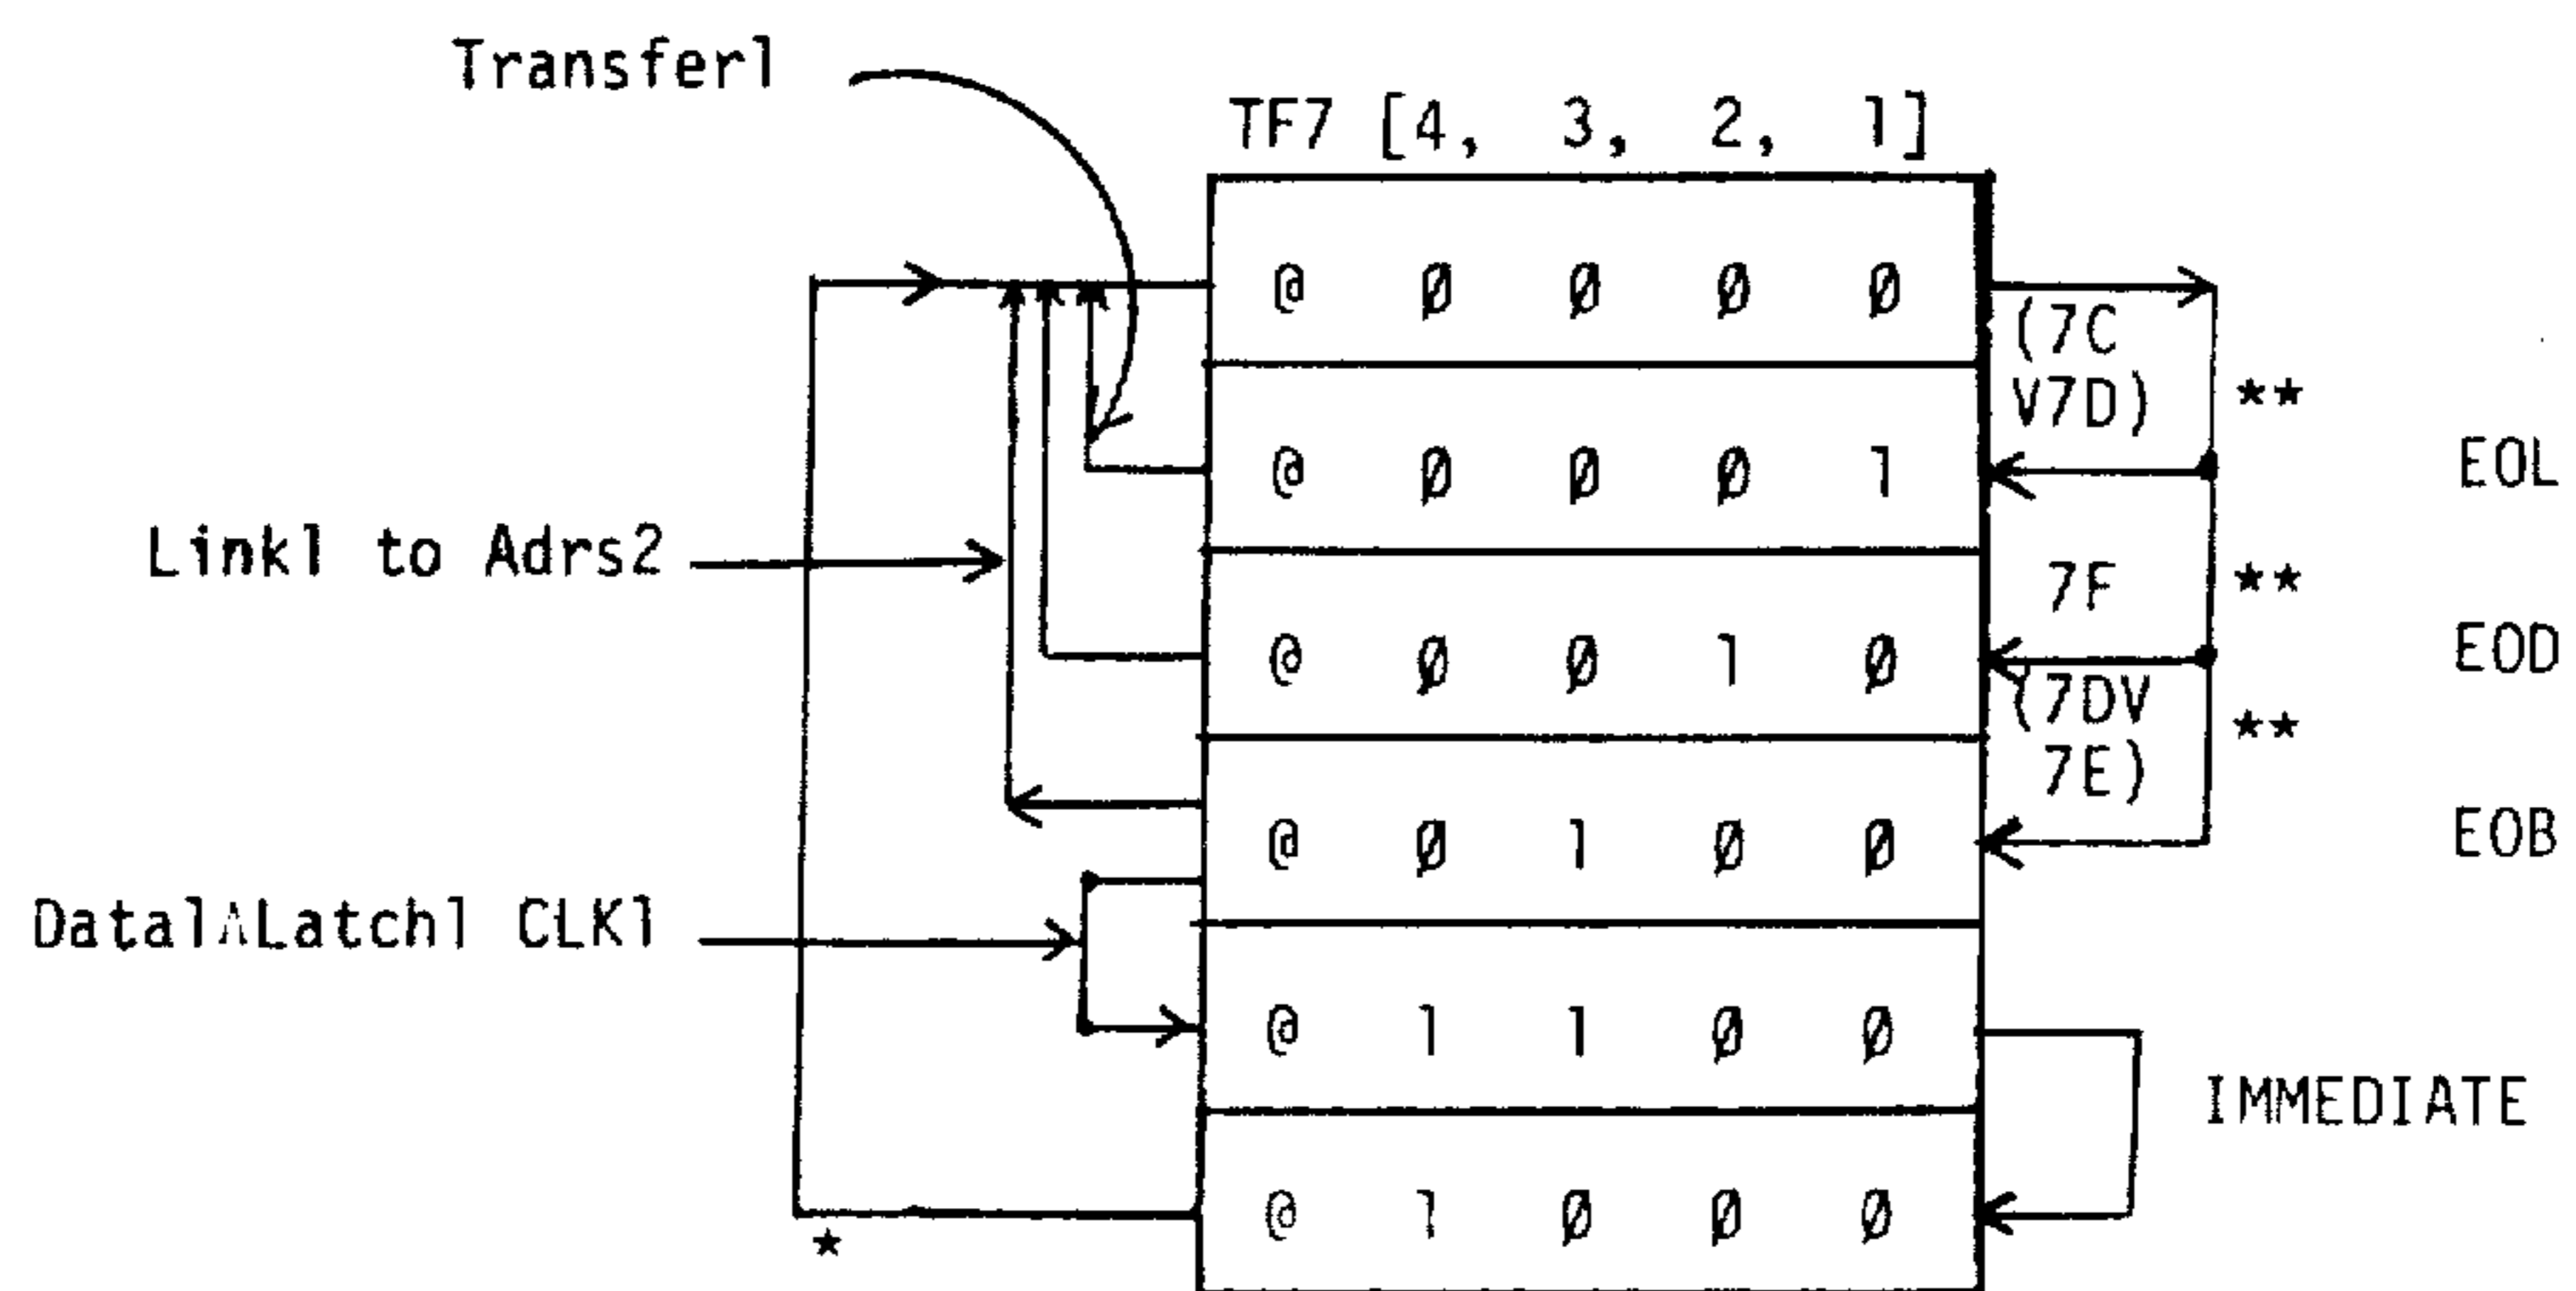 Transfer1
TF7 [4, 3, 2, 1]
@ Ø Ø Ø Ø
(7C
V7D)
**
@ Ø Ø Ø 1
EOL
Link1 to Adrs2
7F
**
@ Ø Ø 1 Ø
EOD
(7DV
7E)
**
@ Ø 1 Ø Ø
EOB
Data1ΛLatch1 CLK1
@ 1 1 Ø Ø
IMMEDIATE
@ 1 Ø Ø Ø
*